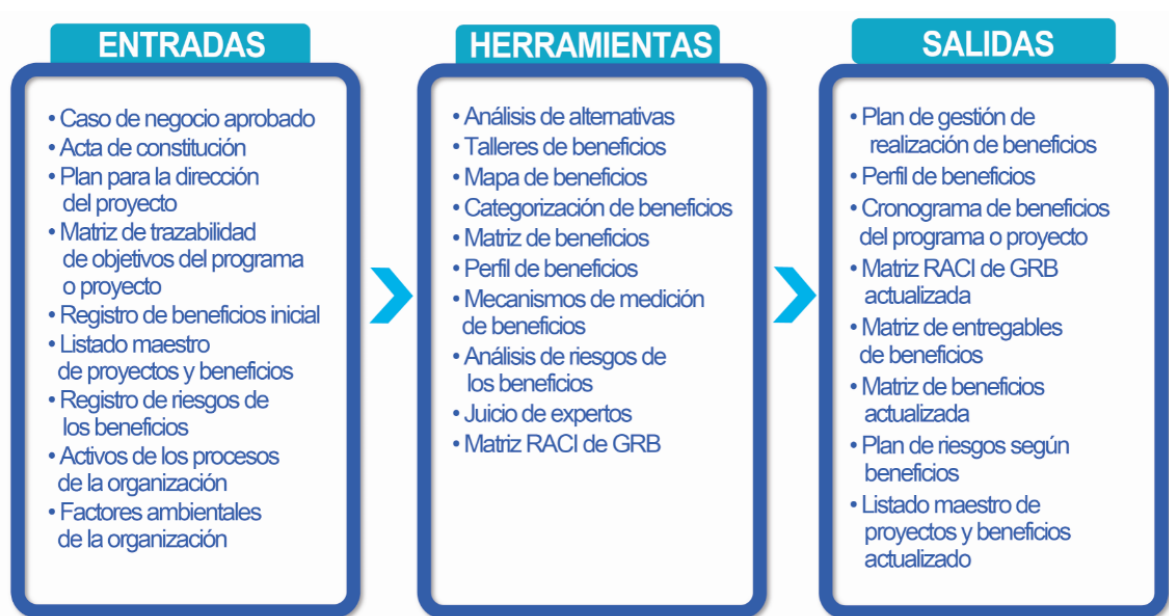 ENTRADAS
• Caso de negocio aprobado
• Acta de constitución
• Plan para la dirección
del proyecto
• Matriz de trazabilidad
de objetivos del programa
o proyecto
• Registro de beneficios inicial
• Listado maestro
de proyectos y beneficios
• Registro de riesgos de
los beneficios
• Activos de los procesos
de la organización
• Factores ambientales
de la organización
HERRAMIENTAS
• Análisis de alternativas
• Talleres de beneficios
• Mapa de beneficios
• Categorización de beneficios
• Matriz de beneficios
• Perfil de beneficios
• Mecanismos de medición
de beneficios
• Análisis de riesgos de
los beneficios
• Juicio de expertos
• Matriz RACI de GRB
SALIDAS
• Plan de gestión de
realización de beneficios
• Perfil de beneficios
• Cronograma de beneficios
del programa o proyecto
• Matriz RACI de GRB
actualizada
• Matriz de entregables
de beneficios
• Matriz de beneficios
actualizada
• Plan de riesgos según
beneficios
• Listado maestro de
proyectos y beneficios
actualizado